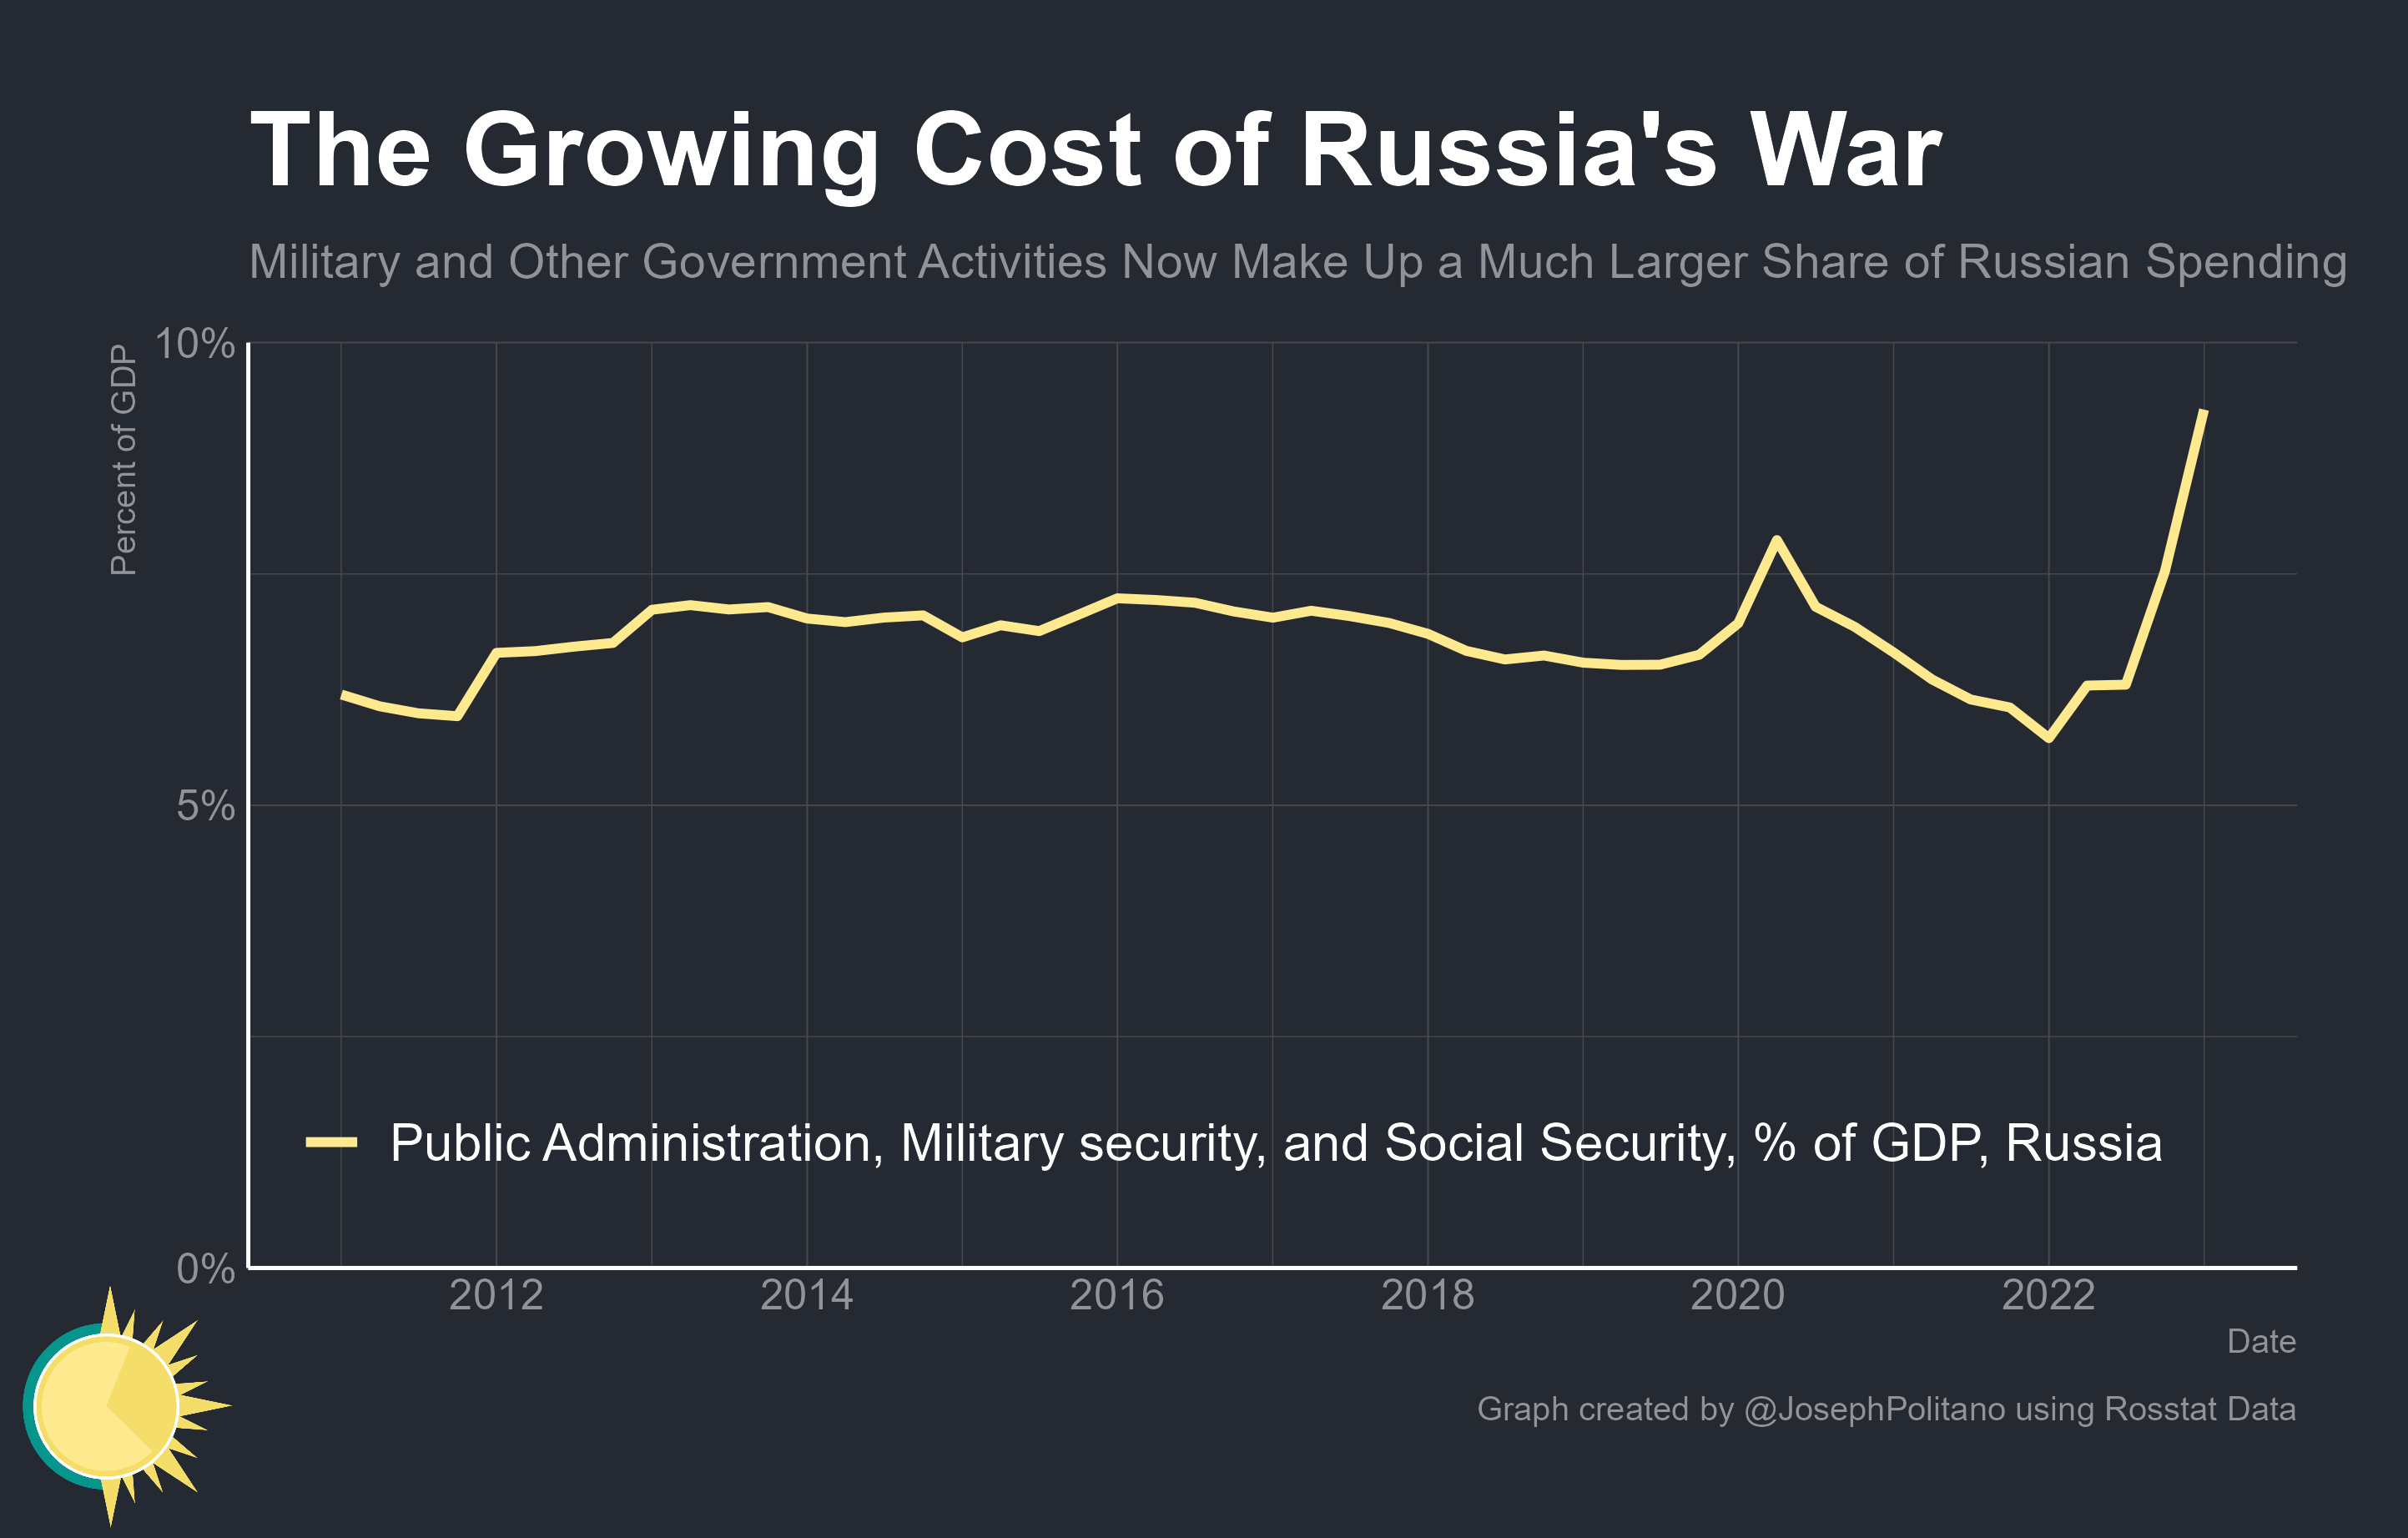 The Growing Cost of Russia's War
Military and Other Government Activities Now Make Up a Much Larger Share of Russian Spending
Percent of GDP
10%
5%
0%
Public Administration, Military security, and Social Security, % of GDP, Russia
2012 2014 2016 2018 2020 2022
Date
Graph created by @JosephPolitano using Rosstat Data